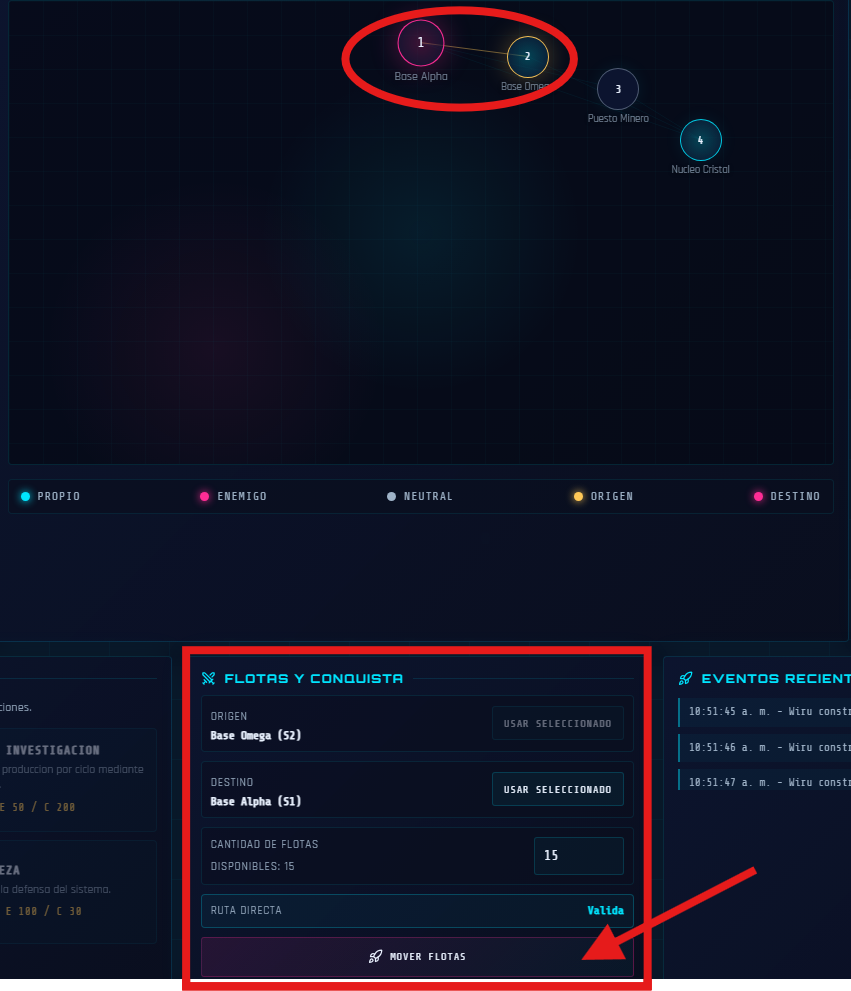 1
Base Alpha
2
Base Omega
3
Puesto Minero
4
Nucleo Cristal
PROPIO
ENEMIGO
NEUTRAL
ORIGEN
DESTINO
ciones.
INVESTIGACION
produccion por ciclo mediante
E 50 / C 200
EZA
la defensa del sistema.
E 100 / C 30
FLOTAS Y CONQUISTA
ORIGEN
Base Omega (S2)
USAR SELECCIONADO
DESTINO
Base Alpha (S1)
USAR SELECCIONADO
CANTIDAD DE FLOTAS
DISPONIBLES: 15
15
RUTA DIRECTA
Valida
MOVER FLOTAS
EVENTOS RECIENT
10:51:45 a. m. - Wiru constr
10:51:46 a. m. - Wiru constr
10:51:47 a. m. - Wiru constr